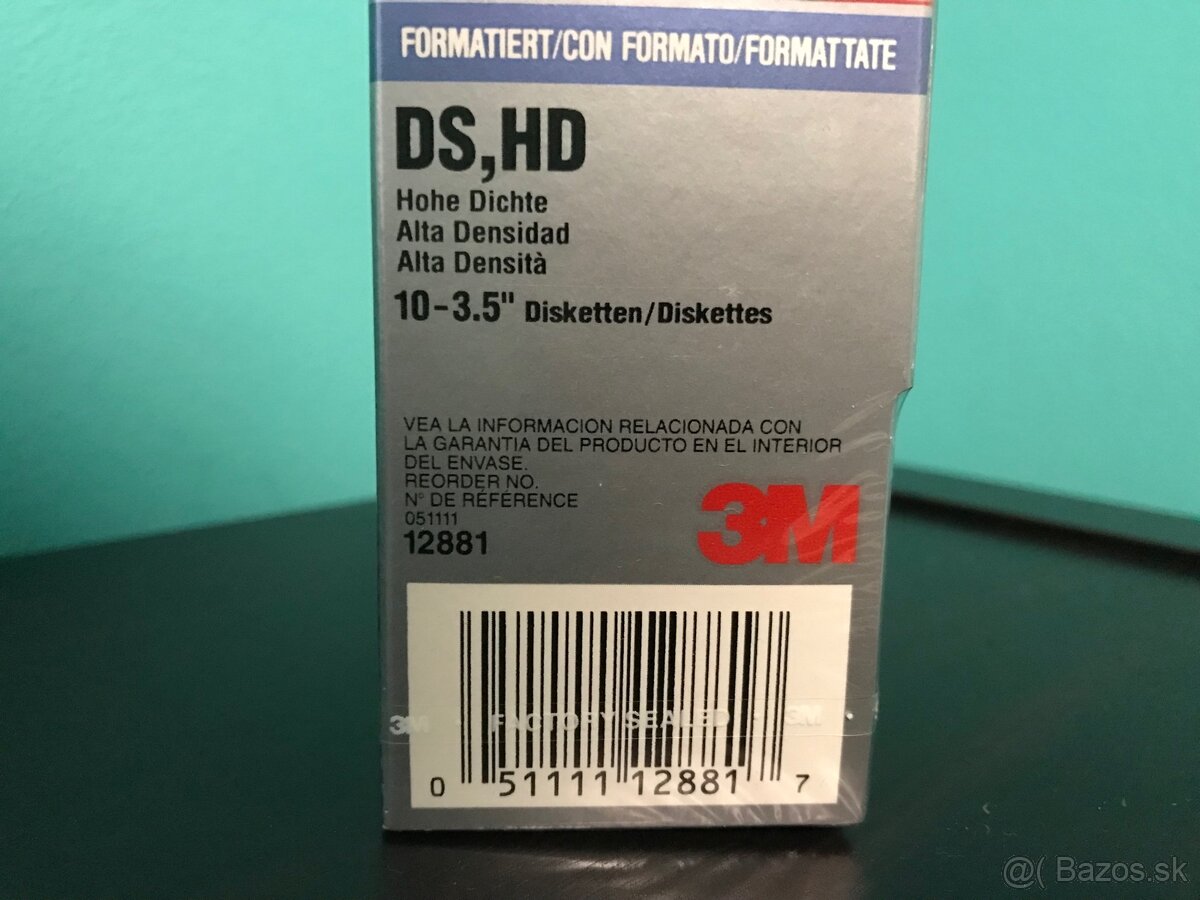 FORMATIERT/CON FORMATO/FORMATTATE
DS,HD
Hohe Dichte
Alta Densidad
Alta Densità
10-3.5" Disketten/Diskettes
VEA LA INFORMACION RELACIONADA CON
LA GARANTIA DEL PRODUCTO EN EL INTERIOR
DEL ENVASE.
REORDER NO.
N° DE RÉFÉRENCE
051111
12881
3M
3M · FACTORY SEALED · 3M ·
0 51111 12881 7
@( Bazos.sk